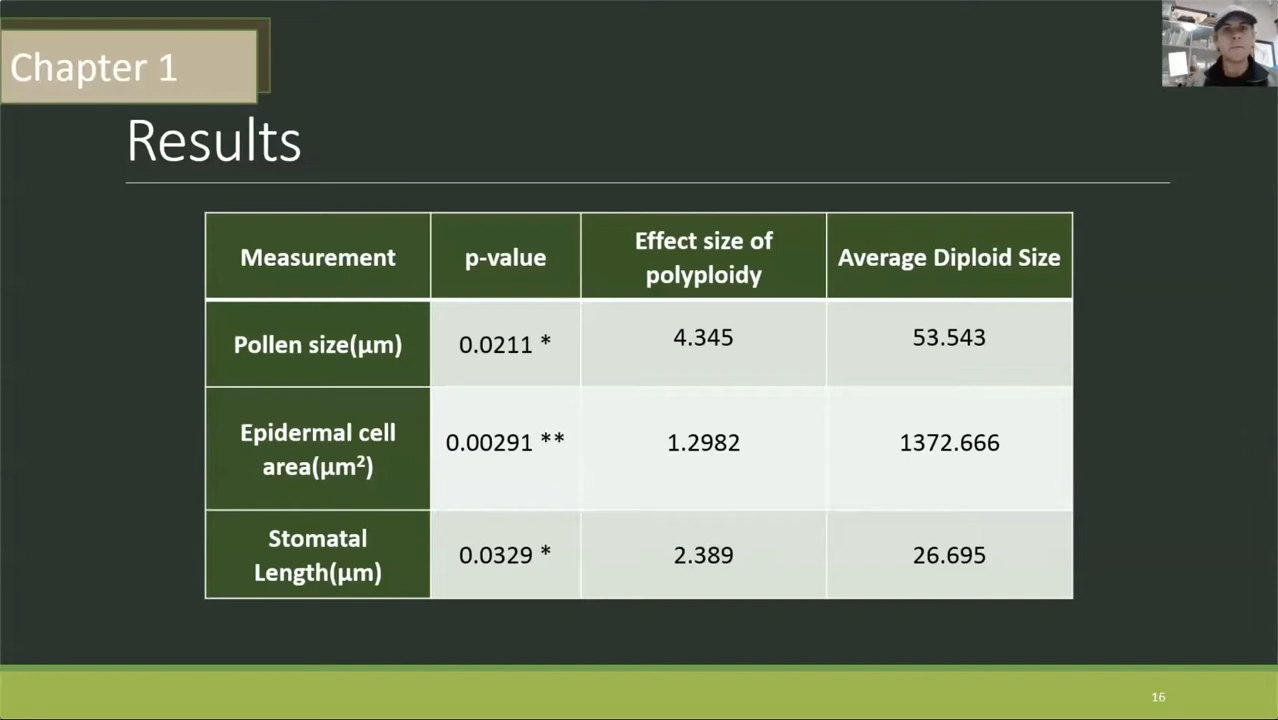 Chapter 1
Results
Measurement
p-value
Effect size of
polyploidy
Average Diploid Size
Pollen size(µm)
0.0211 *
4.345
53.543
Epidermal cell
area(µm²)
0.00291 **
1.2982
1372.666
Stomatal
Length(µm)
0.0329 *
2.389
26.695
16